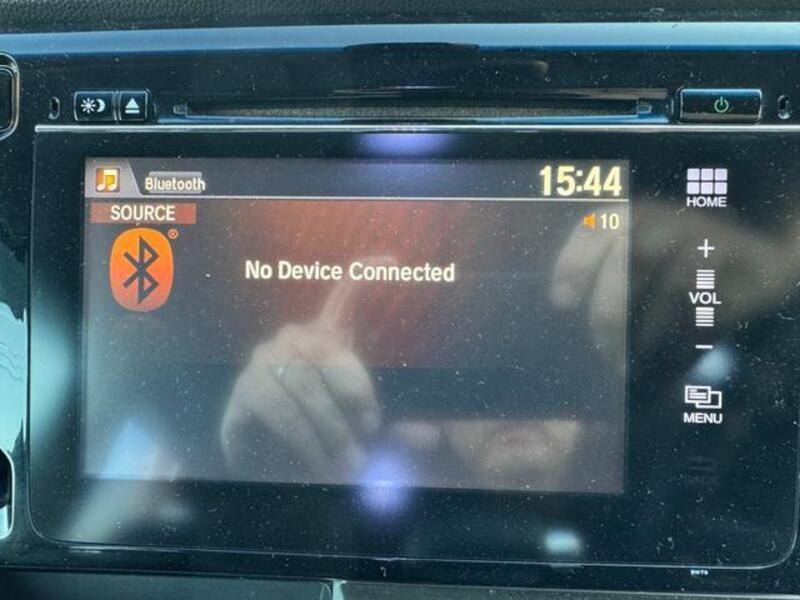 Bluetooth
15:44
HOME
SOURCE
10
®
+
No Device Connected
VOL
−
MENU